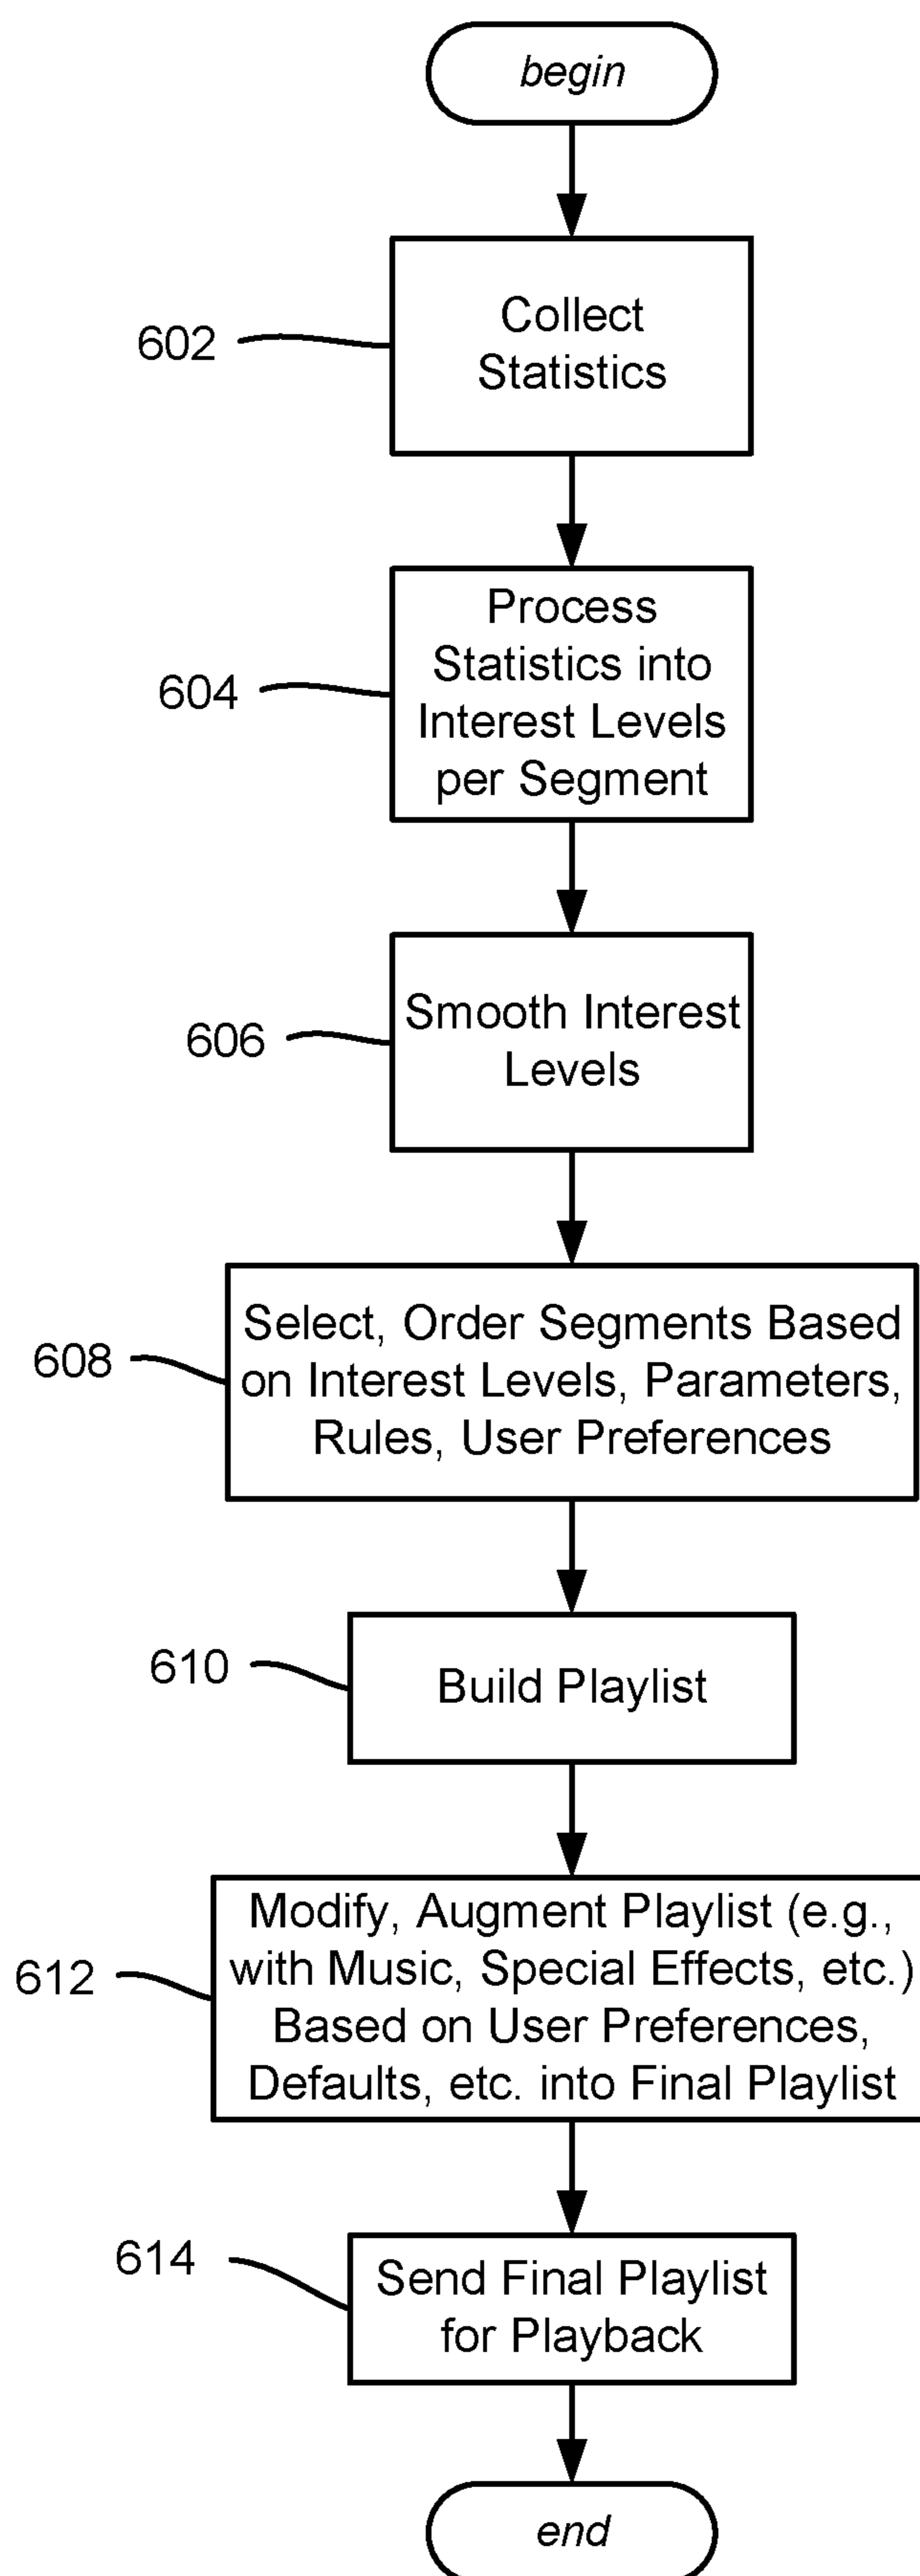 begin
602
Collect
Statistics
604
Process
Statistics into
Interest Levels
per Segment
606
Smooth Interest
Levels
608
Select, Order Segments Based
on Interest Levels, Parameters,
Rules, User Preferences
610
Build Playlist
612
Modify, Augment Playlist (e.g.,
with Music, Special Effects, etc.)
Based on User Preferences,
Defaults, etc. into Final Playlist
614
Send Final Playlist
for Playback
end